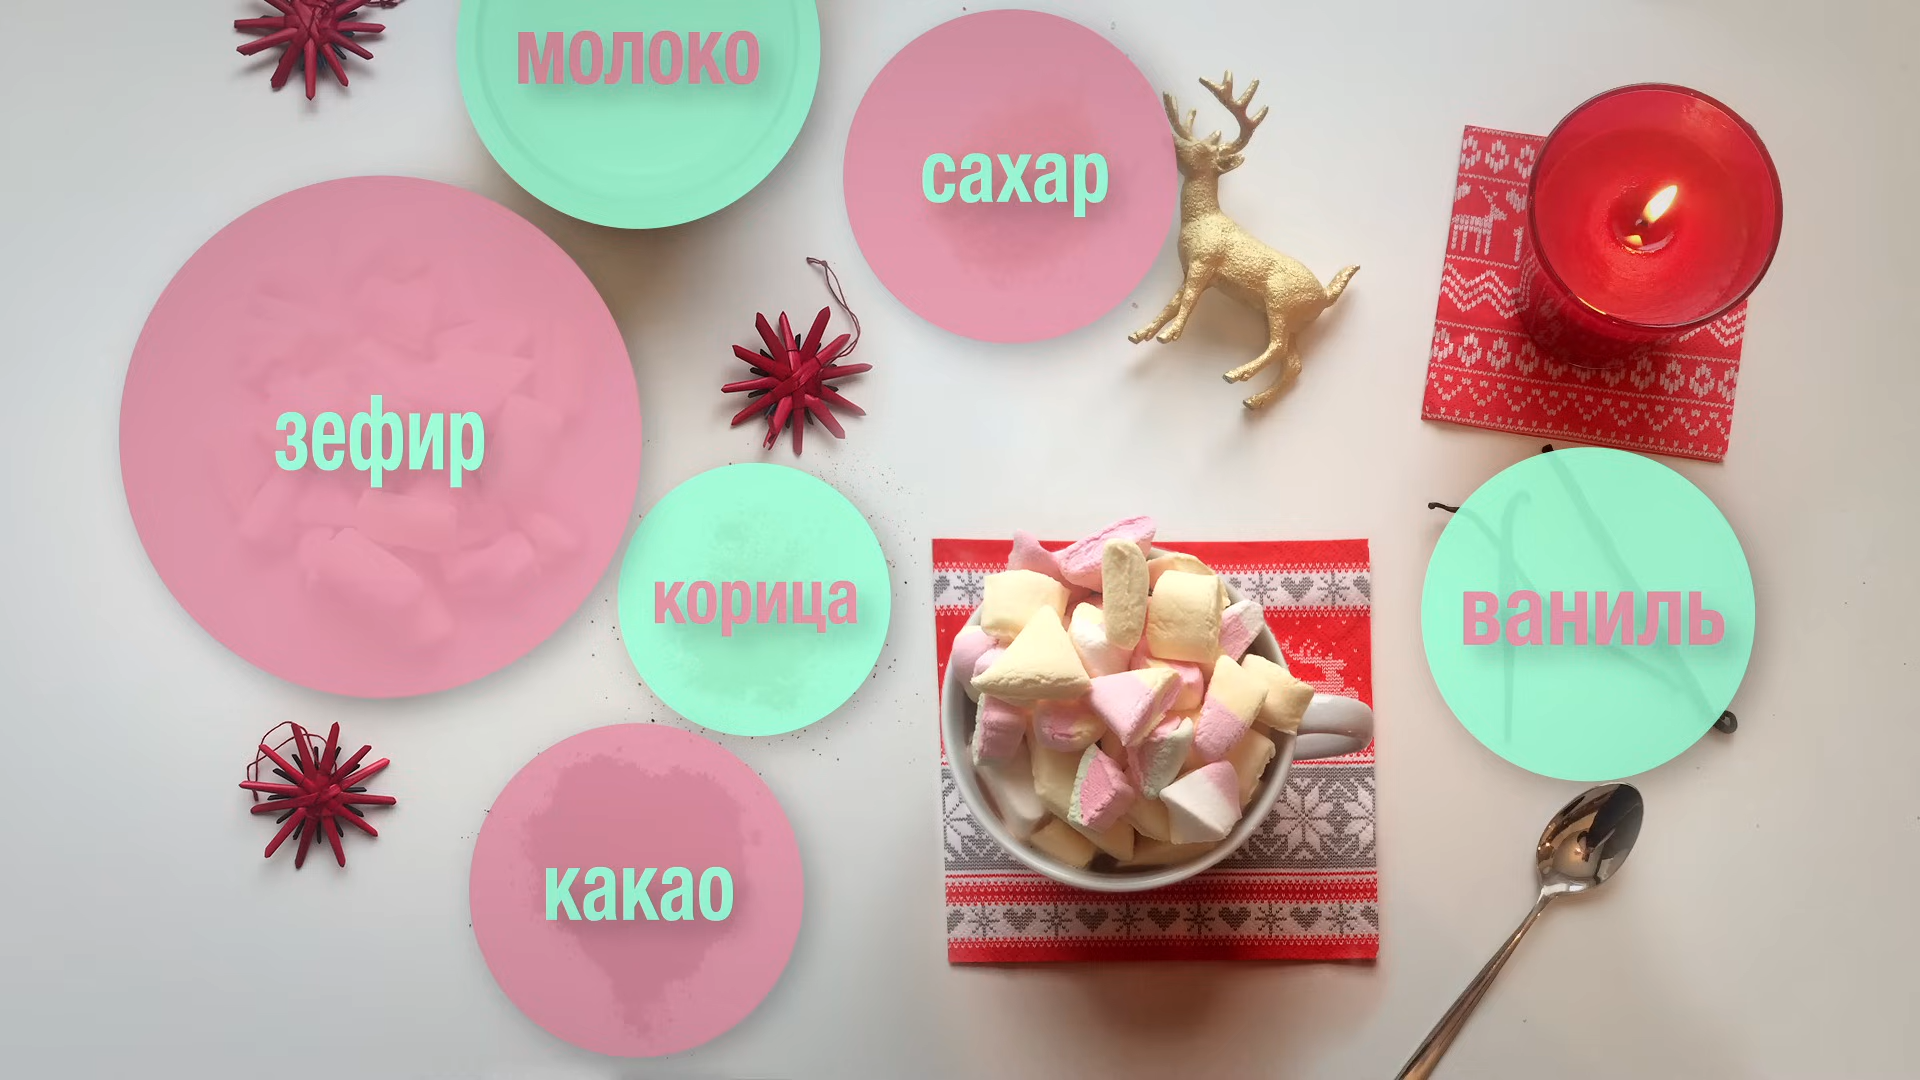 молоко
сахар
зефир
корица
ваниль
какао